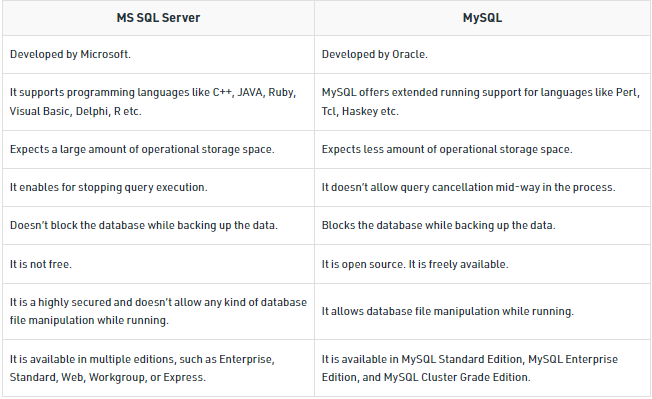 MS SQL Server
MySQL
Developed by Microsoft.
Developed by Oracle.
It supports programming languages like C++, JAVA, Ruby,
Visual Basic, Delphi, R etc.
MySQL offers extended running support for languages like Perl,
Tcl, Haskey etc.
Expects a large amount of operational storage space.
Expects less amount of operational storage space.
It enables for stopping query execution.
It doesn't allow query cancellation mid-way in the process.
Doesn't block the database while backing up the data.
Blocks the database while backing up the data.
It is not free.
It is open source. It is freely available.
It is a highly secured and doesn't allow any kind of database
file manipulation while running.
It allows database file manipulation while running.
It is available in multiple editions, such as Enterprise,
Standard, Web, Workgroup, or Express.
It is available in MySQL Standard Edition, MySQL Enterprise
Edition, and MySQL Cluster Grade Edition.